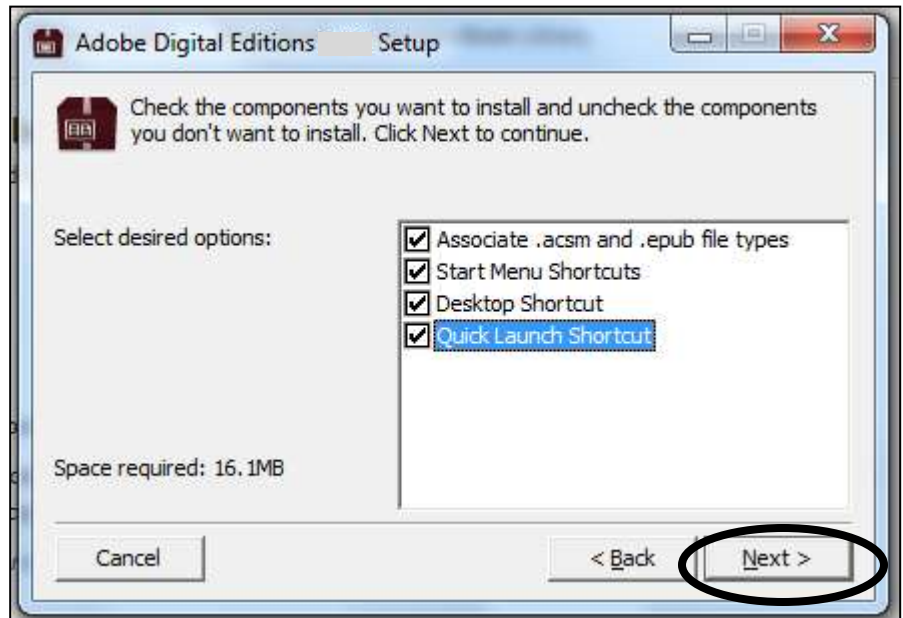 Adobe Digital Editions Setup
Check the components you want to install and uncheck the components
you don't want to install. Click Next to continue.
Select desired options:
Associate .acsm and .epub file types
Start Menu Shortcuts
Desktop Shortcut
Quick Launch Shortcut
Space required: 16.1MB
Cancel
< Back
Next >